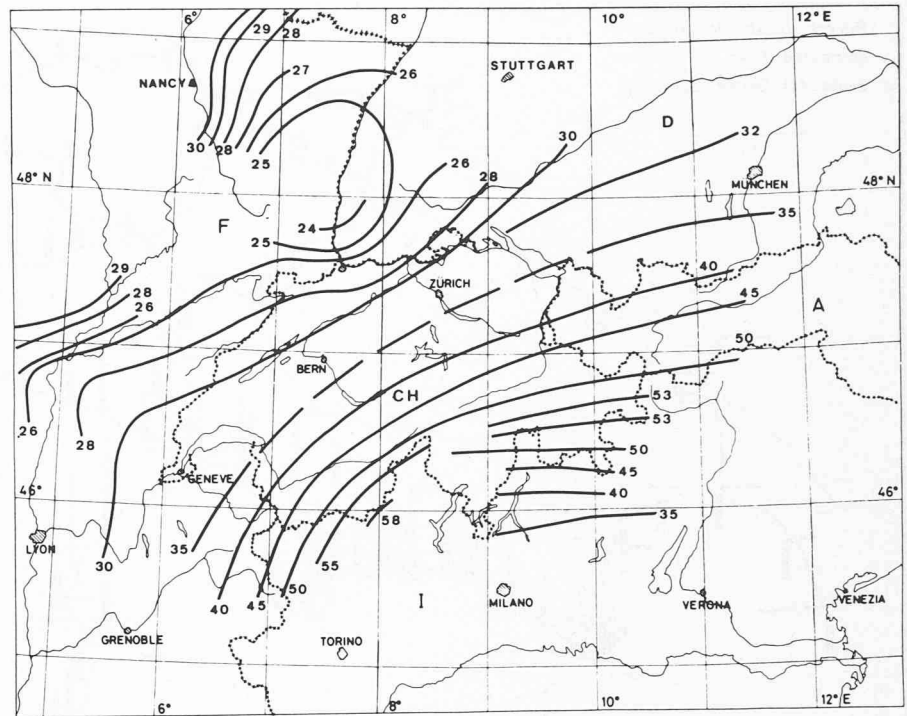 6° 8° 10° 12° E
29
28
27
26
30 28 25
NANCY
STUTTGART
D
30
32
MÜNCHEN
48° N
48° N
26
28
24
25
F
35
29
28
26
ZÜRICH
40
45
A
BERN
50
CH
53
53
26
28
50
45
GENEVE
46°
40
46°
58
35
LYON
30
35
55
50
40
45
I
MILANO
VERONA
VENEZIA
GRENOBLE
TORINO
6° 8° 10° 12° E